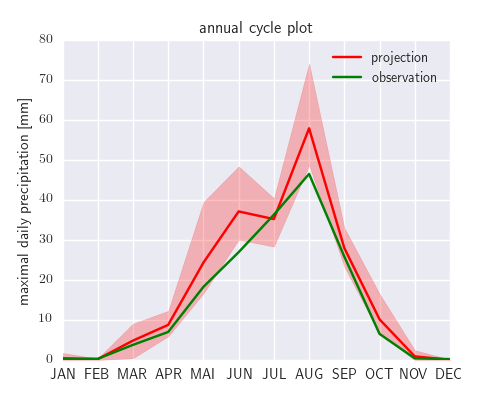 annual cycle plot
projection
observation
maximal daily precipitation [mm]
80
70
60
50
40
30
20
10
0
JAN FEB MAR APR MAI JUN JUL AUG SEP OCT NOV DEC